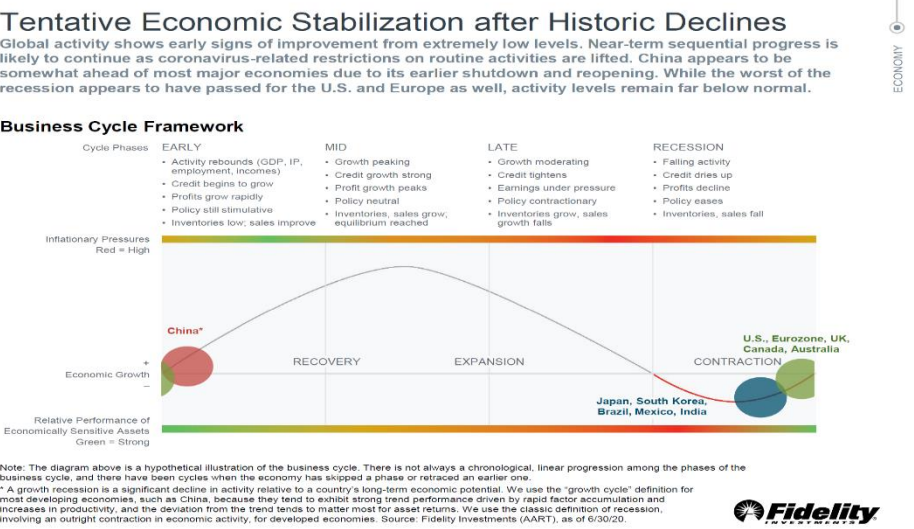 Tentative Economic Stabilization after Historic Declines
Global activity shows early signs of improvement from extremely low levels. Near-term sequential progress is
likely to continue as coronavirus-related restrictions on routine activities are lifted. China appears to be
somewhat ahead of most major economies due to its earlier shutdown and reopening. While the worst of the
recession appears to have passed for the U.S. and Europe as well, activity levels remain far below normal.
ECONOMY
Business Cycle Framework
Cycle Phases
EARLY
• Activity rebounds (GDP, IP,
employment, incomes)
• Credit begins to grow
• Profits grow rapidly
• Policy still stimulative
• Inventories low; sales improve
MID
• Growth peaking
• Credit growth strong
• Profit growth peaks
• Policy neutral
• Inventories, sales grow;
equilibrium reached
LATE
• Growth moderating
• Credit tightens
• Earnings under pressure
• Policy contractionary
• Inventories grow, sales
growth falls
RECESSION
• Falling activity
• Credit dries up
• Profits decline
• Policy eases
• Inventories, sales fall
Inflationary Pressures
Red = High
China*
U.S., Eurozone, UK,
Canada, Australia
+
Economic Growth
–
RECOVERY
EXPANSION
CONTRACTION
Japan, South Korea,
Brazil, Mexico, India
Relative Performance of
Economically Sensitive Assets
Green = Strong
Note: The diagram above is a hypothetical illustration of the business cycle. There is not always a chronological, linear progression among the phases of the
business cycle, and there have been cycles when the economy has skipped a phase or retraced an earlier one.
* A growth recession is a significant decline in activity relative to a country's long-term economic potential. We use the "growth cycle" definition for
most developing economies, such as China, because they tend to exhibit strong trend performance driven by rapid factor accumulation and
increases in productivity, and the deviation from the trend tends to matter most for asset returns. We use the classic definition of recession,
involving an outright contraction in economic activity, for developed economies. Source: Fidelity Investments (AART), as of 6/30/20.
Fidelity
INVESTMENTS